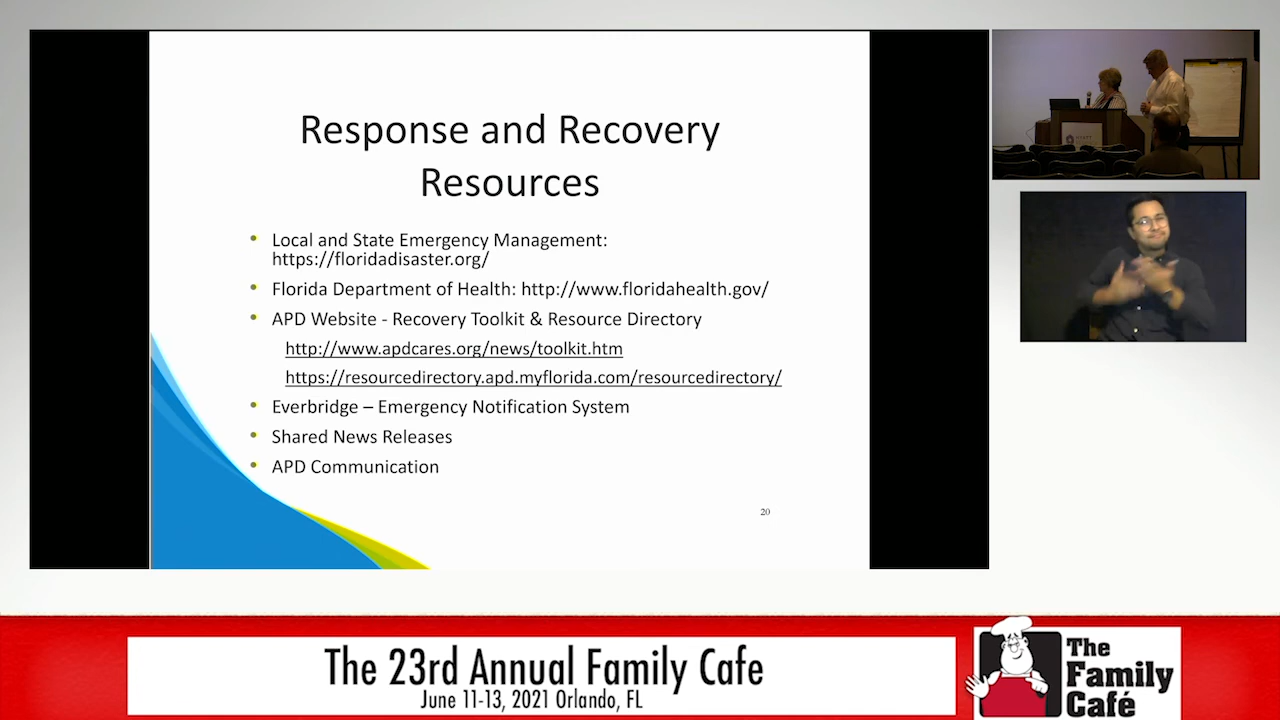 Response and Recovery
Resources
• Local and State Emergency Management:
https://floridadisaster.org/
• Florida Department of Health: http://www.floridahealth.gov/
• APD Website - Recovery Toolkit & Resource Directory
http://www.apdcares.org/news/toolkit.htm
https://resourcedirectory.apd.myflorida.com/resourcedirectory/
• Everbridge – Emergency Notification System
• Shared News Releases
• APD Communication
20
The 23rd Annual Family Cafe
June 11-13, 2021 Orlando, FL
The
Family
Café